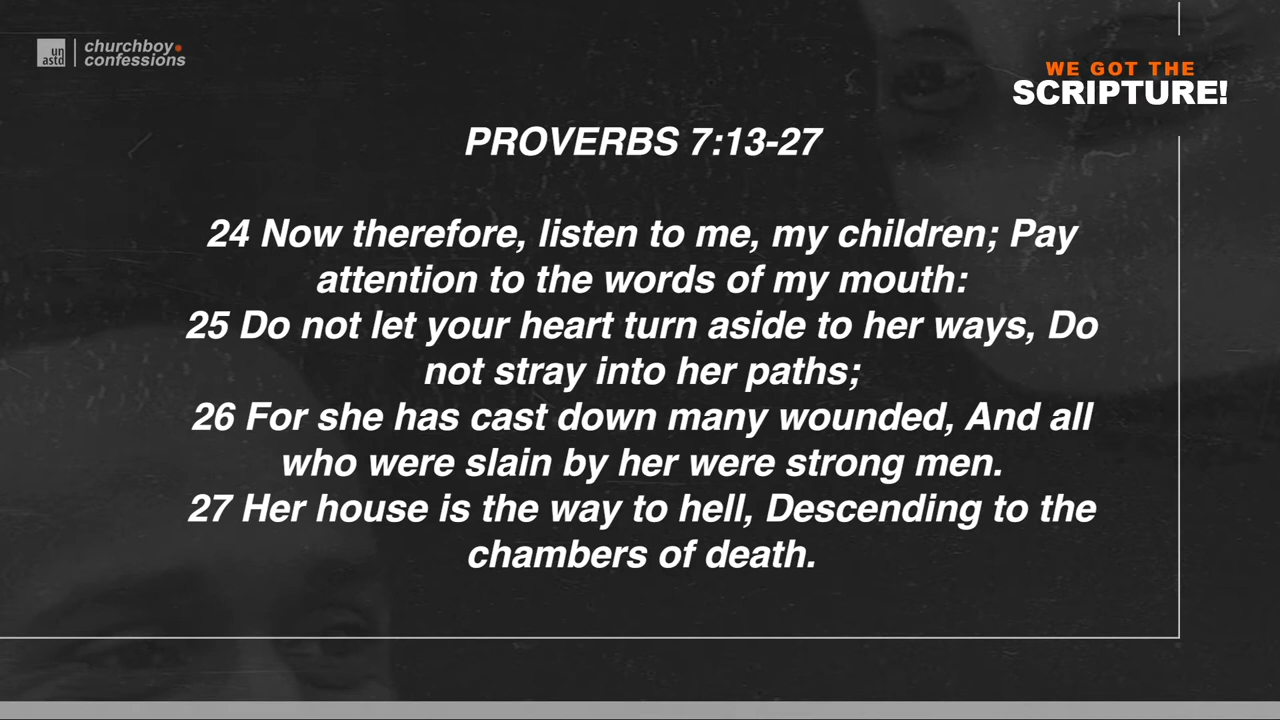 un
astd
churchboy
confessions
WE GOT THE
SCRIPTURE!
PROVERBS 7:13-27
24 Now therefore, listen to me, my children; Pay
attention to the words of my mouth:
25 Do not let your heart turn aside to her ways, Do
not stray into her paths;
26 For she has cast down many wounded, And all
who were slain by her were strong men.
27 Her house is the way to hell, Descending to the
chambers of death.